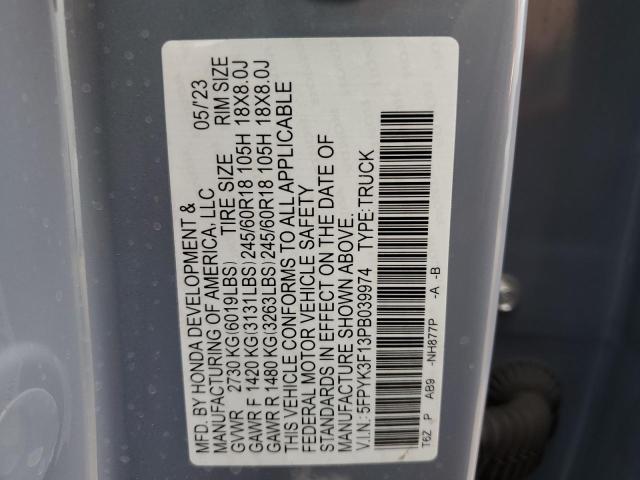 MFD. BY HONDA DEVELOPMENT &
MANUFACTURING OF AMERICA, LLC 05/'23
GVWR 2730 KG(6019LBS) TIRE SIZE RIM SIZE
GAWR F 1420 KG(3131LBS) 245/60R18 105H 18X8.0J
GAWR R 1480 KG(3263LBS) 245/60R18 105H 18X8.0J
THIS VEHICLE CONFORMS TO ALL APPLICABLE
FEDERAL MOTOR VEHICLE SAFETY
STANDARDS IN EFFECT ON THE DATE OF
MANUFACTURE SHOWN ABOVE.
V.I.N.:5FPYK3F13PB039974 TYPE:TRUCK
T6Z P AB9 -NH877P -A -B